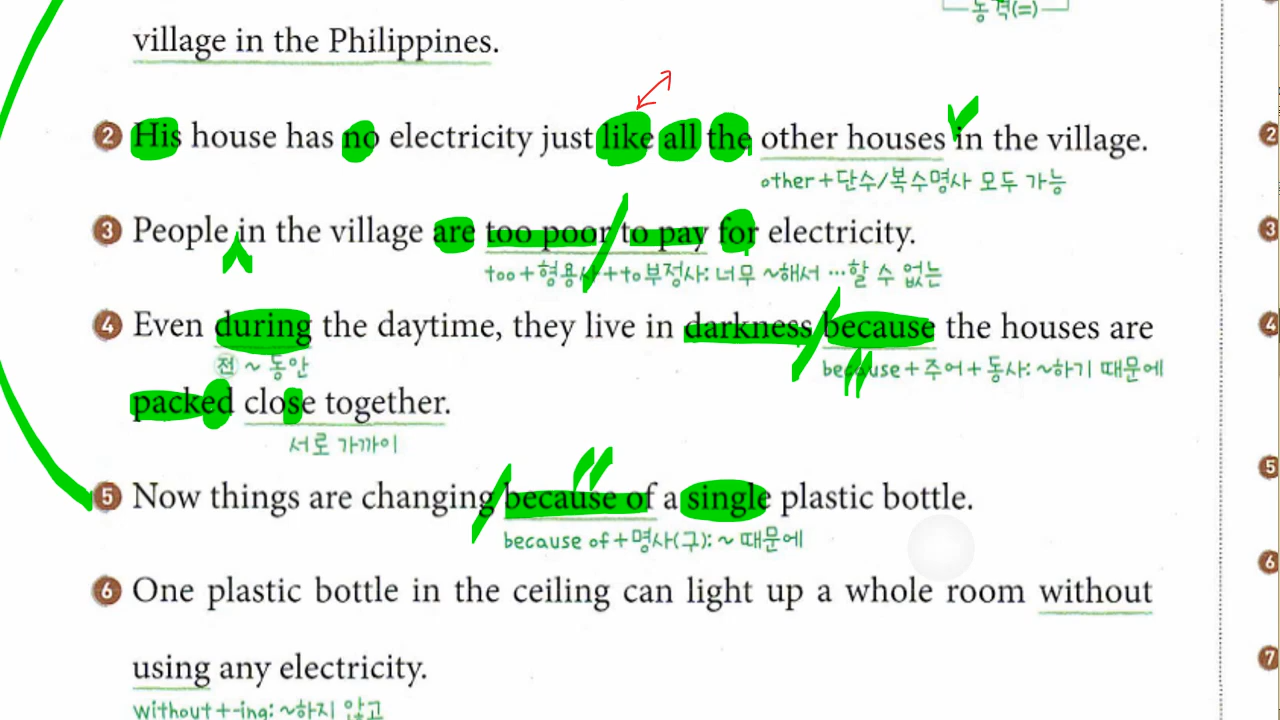 동격(=)
village in the Philippines.
2 His house has no electricity just like all the other houses in the village.
other+단수/복수명사 모두 가능
3 People in the village are too poor to pay for electricity.
too+형용사+to부정사: 너무 ~해서 …할 수 없는
4 Even during the daytime, they live in darkness because the houses are
전 ~ 동안
because+주어+동사: ~하기 때문에
packed close together.
서로 가까이
5 Now things are changing because of a single plastic bottle.
because of+명사(구): ~ 때문에
6 One plastic bottle in the ceiling can light up a whole room without
using any electricity.
without+-ing: ~하지 않고
2
3
4
5
6
7